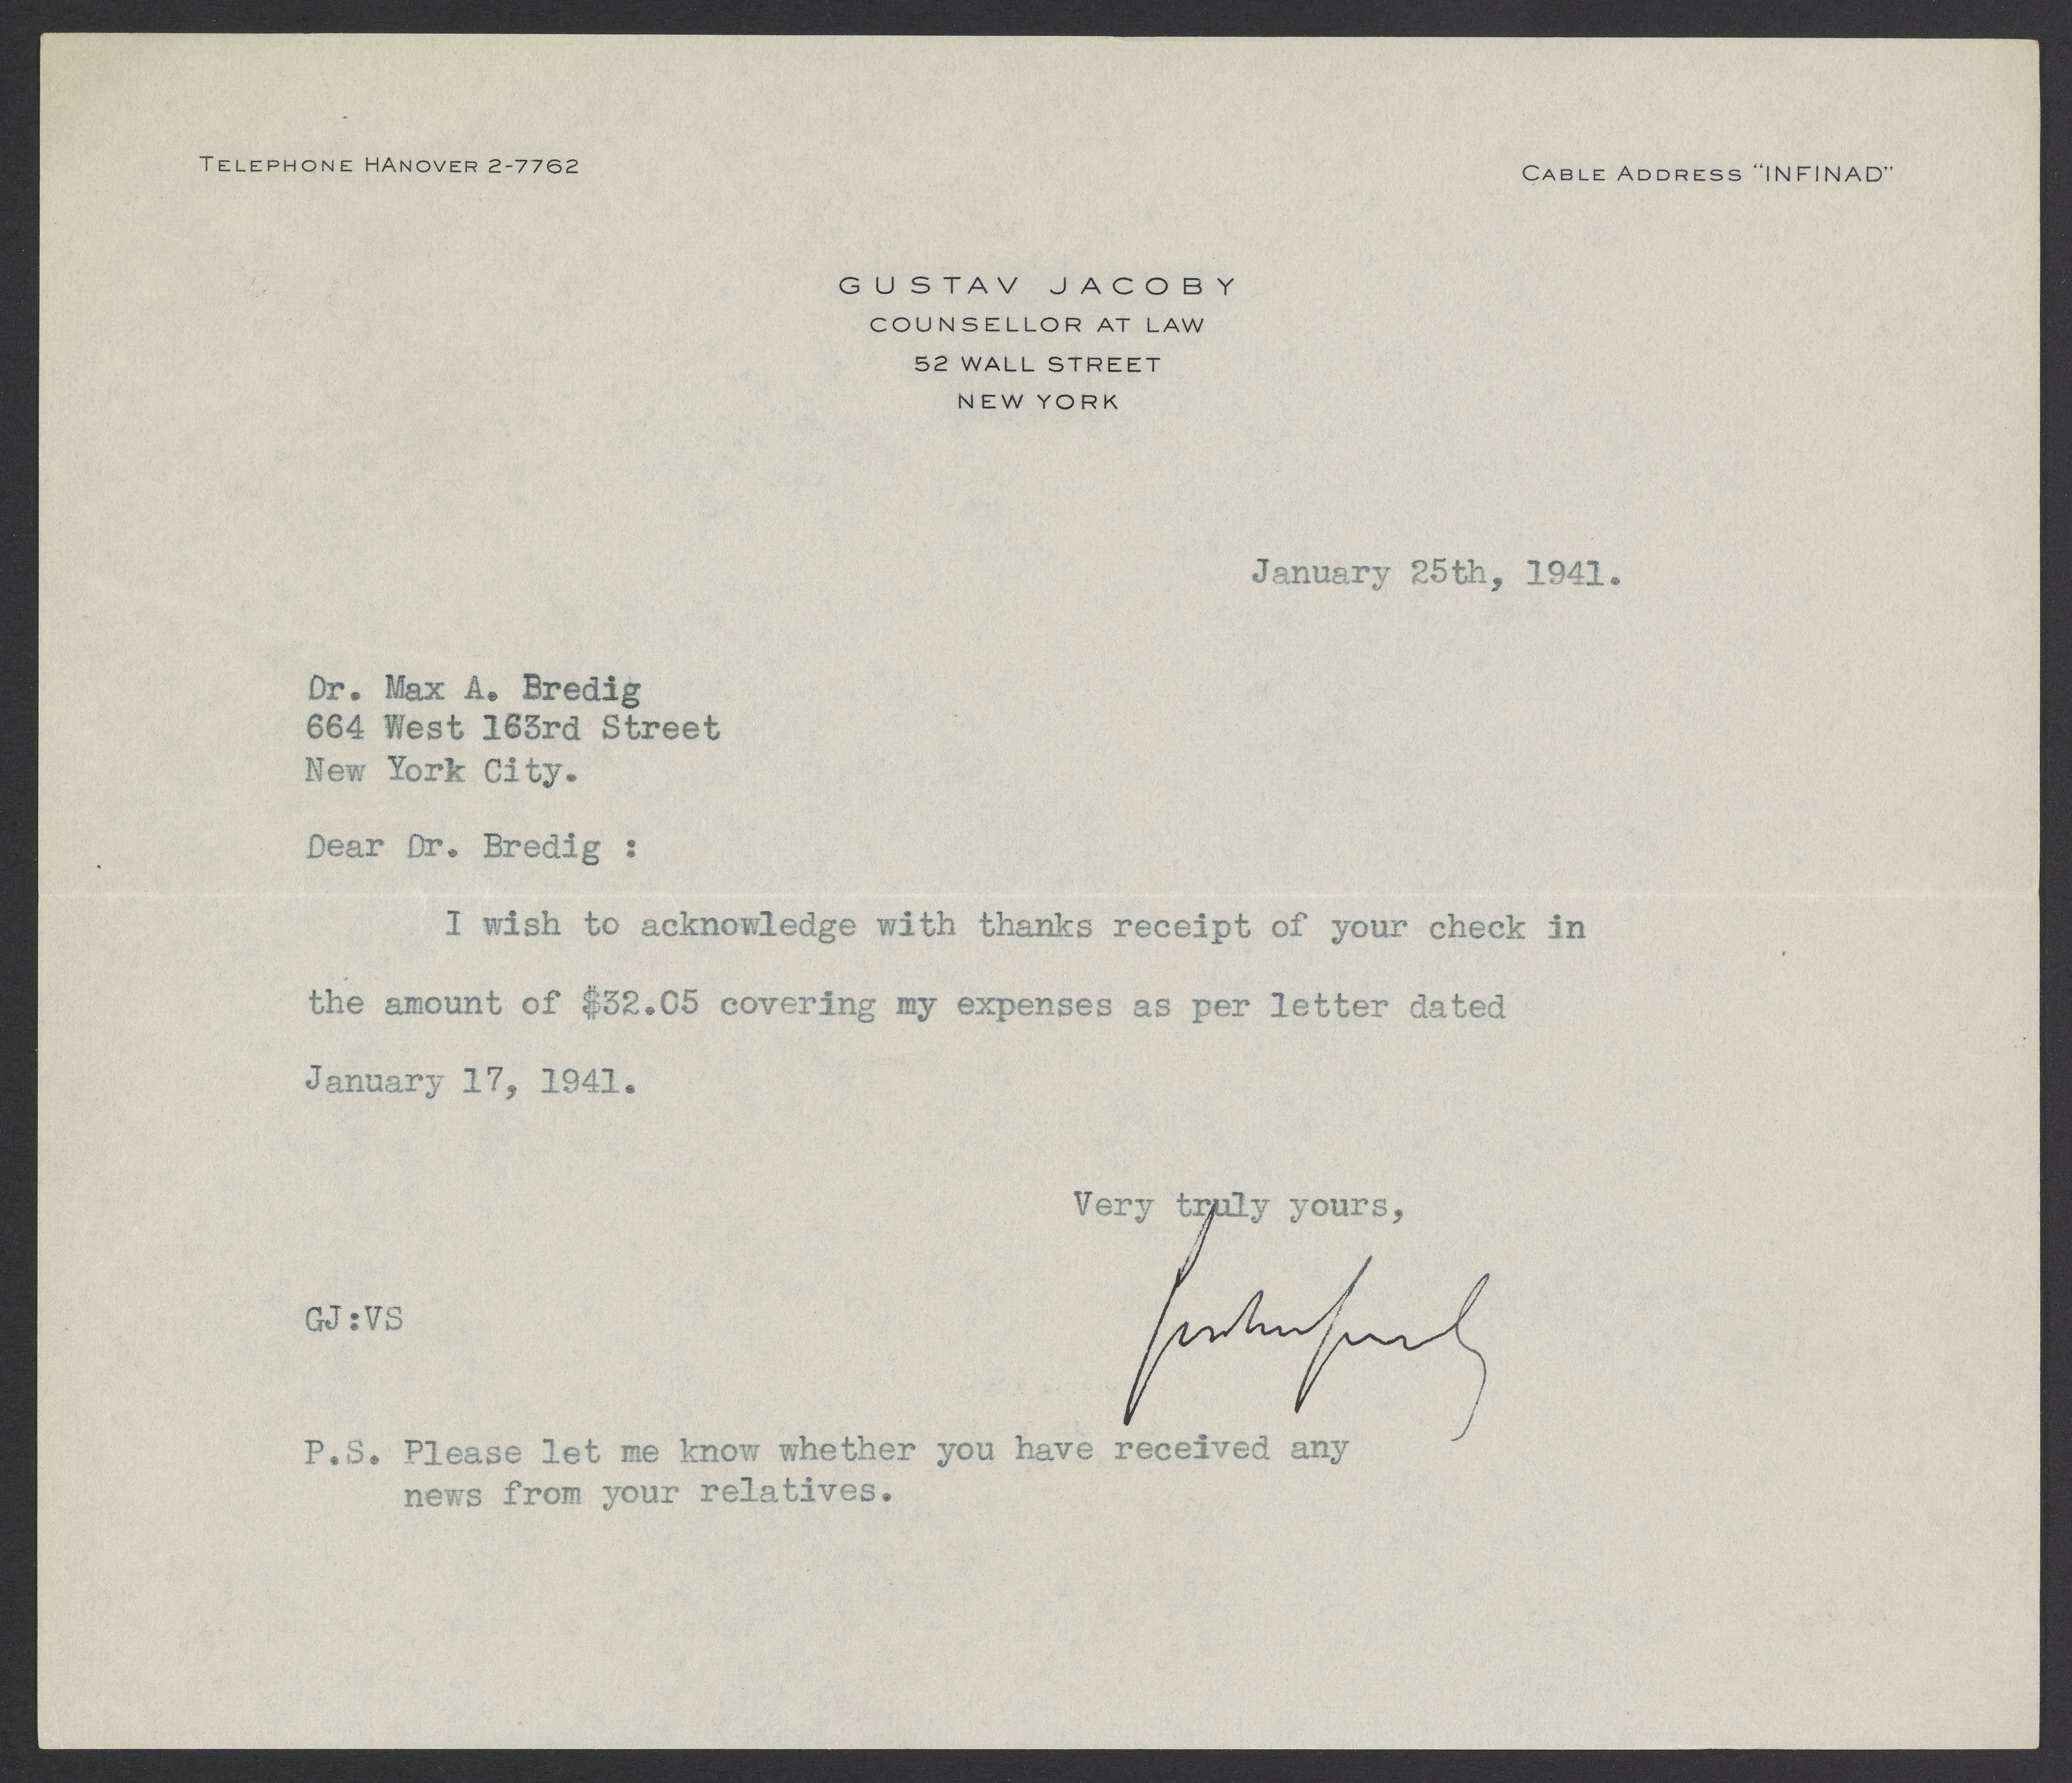 TELEPHONE HANOVER 2-7762
CABLE ADDRESS "INFINAD"
GUSTAV JACOBY
COUNSELLOR AT LAW
52 WALL STREET
NEW YORK
January 25th, 1941.
Dr. Max A. Bredig
664 West 163rd Street
New York City.
Dear Dr. Bredig :
I wish to acknowledge with thanks receipt of your check in
the amount of $32.05 covering my expenses as per letter dated
January 17, 1941.
Very truly yours,
GJ:VS
P.S. Please let me know whether you have received any
news from your relatives.